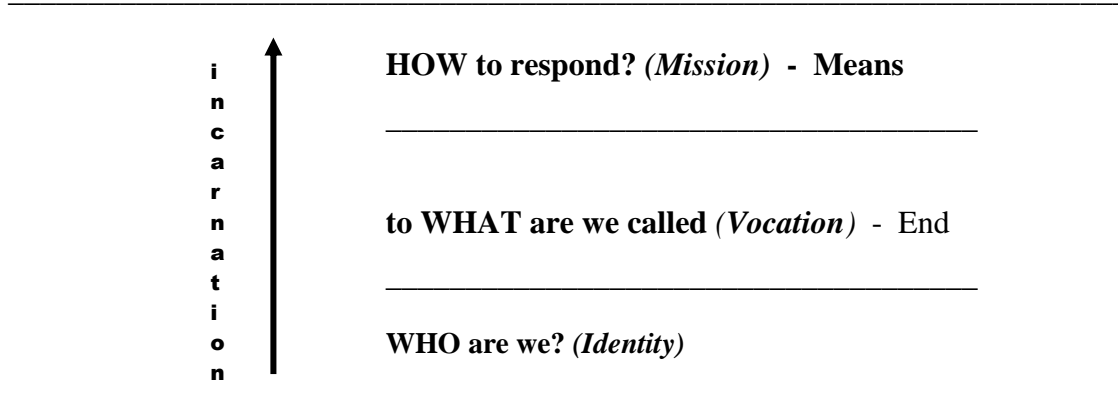 incarnation
HOW to respond? (Mission) - Means
to WHAT are we called (Vocation) - End
WHO are we? (Identity)